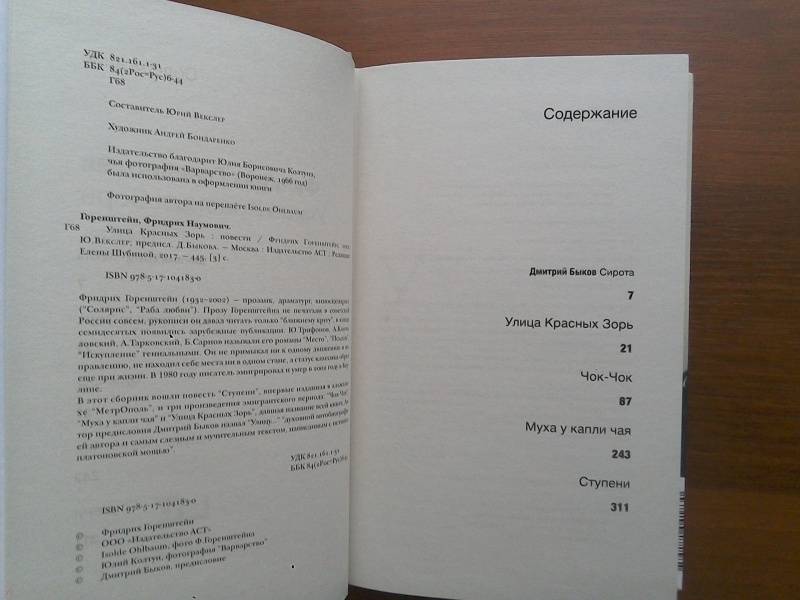 УДК 821.161.1-31
ББК 84(2Рос=Рус)6-44
Г68
Составитель Юрий Векслер
Художник Андрей Бондаренко
Издательство благодарит Юлия Борисовича Колтуна,
чья фотография «Варварство» (Воронеж, 1966 год)
была использована в оформлении книги
Фотография автора на переплёте Isolde Ohlbaum
Горенштейн, Фридрих Наумович.
Г68 Улица Красных Зорь : повести / Фридрих Горенштейн, сост.
Ю.Векслер; предисл. Д.Быкова. – Москва : Издательство АСТ : Редакция
Елены Шубиной, 2017. – 445, [3] с.
ISBN 978-5-17-104183-0
Фридрих Горенштейн (1932–2002) – прозаик, драматург, киносценарист
("Солярис", "Раба любви"). Прозу Горенштейна не печатали в советской
России совсем, рукописи он давал читать только "ближнему кругу", в конце
семидесятых появились зарубежные публикации. Ю.Трифонов, А.Кончаловский,
А.Тарковский, Б.Сарнов называли его романы "Место", "Псалом",
"Искупление" гениальными. Он не примыкал ни к одному движению и
направлению, не находил себе места ни в одном стане, а статус классика обрел
еще при жизни. В 1980 году писатель эмигрировал и умер в 2002 году в Берлине.
В этот сборник вошли повесть "Ступени", впервые изданная в альманахе
"МетрОполь", и три произведения эмигрантского периода: "Чок-Чок",
"Муха у капли чая" и "Улица Красных Зорь", давшая название всей книге.
Автор предисловия Дмитрий Быков назвал "Улицу..." "духовной автобиографией
автора и самым слезным и мучительным текстом, написанным с
платоновской мощью".
УДК 821.161.1-31
ББК 84(2Рос=Рус)6
ISBN 978-5-17-104183-0
© Фридрих Горенштейн
© ООО «Издательство АСТ»
© Isolde Ohlbaum, фото Ф.Горенштейна
© Юлий Колтун, фотография "Варварство"
© Дмитрий Быков, предисловие
Содержание
Дмитрий Быков Сирота
7
Улица Красных Зорь
21
Чок-Чок
87
Муха у капли чая
243
Ступени
311